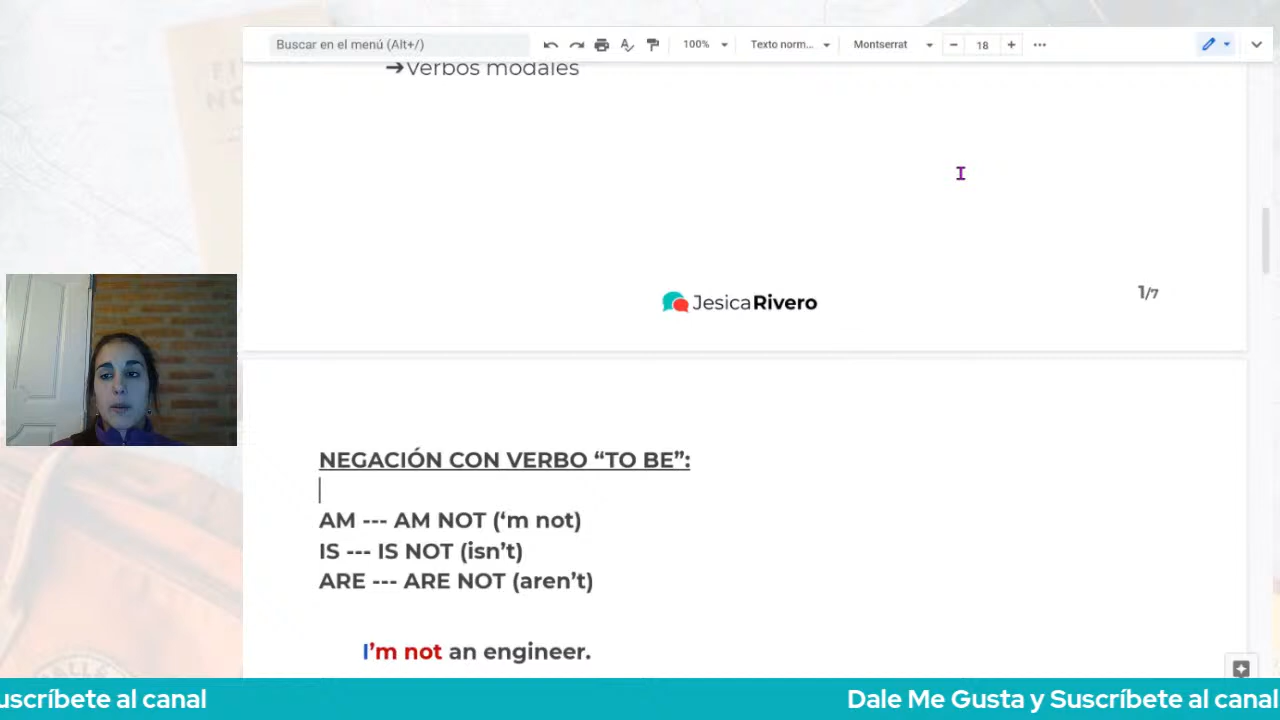 Buscar en el menú (Alt+/)
100%
Texto norm...
Montserrat
18
➔Verbos modales
JesicaRivero
1/7
NEGACIÓN CON VERBO “TO BE”:
AM --- AM NOT (‘m not)
IS --- IS NOT (isn’t)
ARE --- ARE NOT (aren’t)
I’m not an engineer.
uscríbete al canal
Dale Me Gusta y Suscríbete al canal